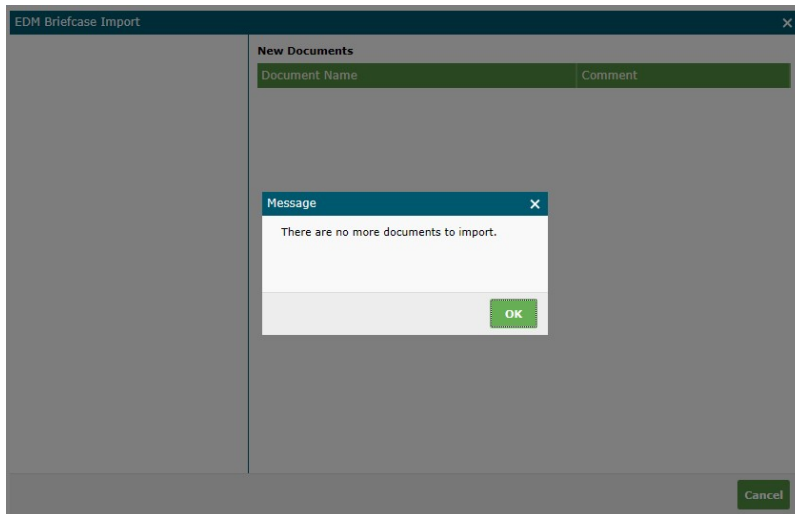 EDM Briefcase Import
New Documents
Document Name Comment
Message
There are no more documents to import.
OK
Cancel